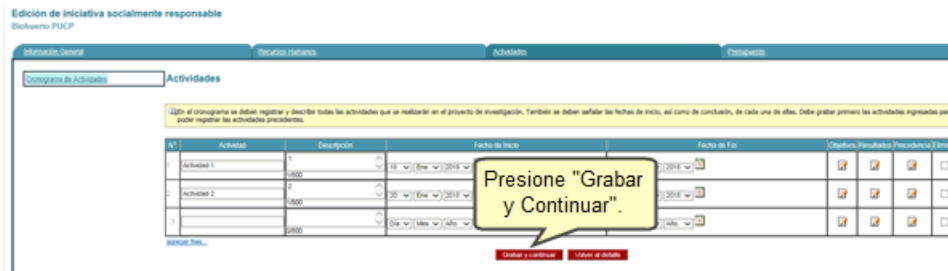 Edición de iniciativa socialmente responsable
Biohuerto PUCP
Información General
Recursos Humanos
Actividades
Presupuesto
Cronograma de Actividades
Actividades
En el cronograma se deben registrar y describir todas las actividades que se realizarán en el proyecto de investigación. También se deben señalar las fechas de inicio, así como de conclusión, de cada una de ellas. Debe grabar primero las actividades ingresadas para
poder registrar las actividades precedentes.
Nº Actividad Descripción Fecha de Inicio Fecha de Fin Objetivos Resultados Precedencia
1 Actividad 1 1 1/500 16 Ene 2016 2016
2 Actividad 2 2 1/500 20 Ene 2016 2016
3 0/500 Día Mes Año Año
agregar filas...
Presione "Grabar
y Continuar".
Grabar y continuar Volver al detalle